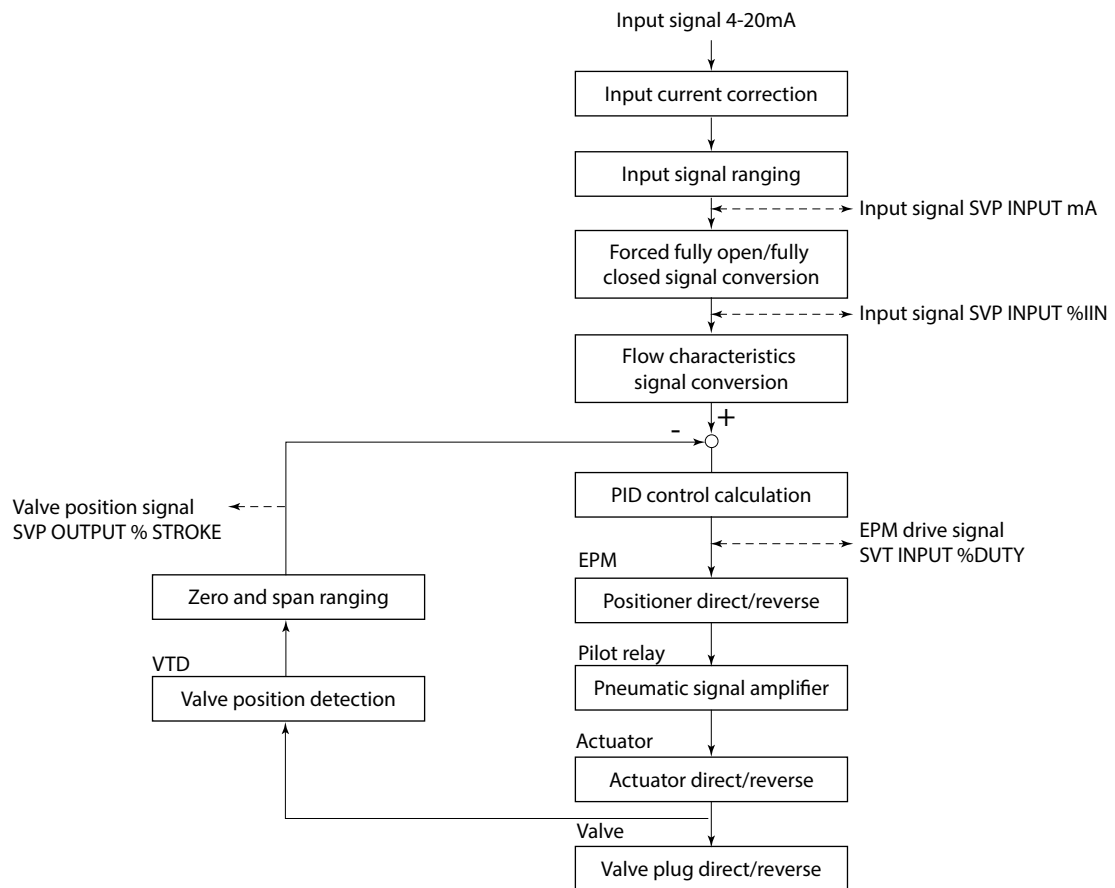 Input signal 4-20mA
Input current correction
Input signal ranging
Input signal SVP INPUT mA
Forced fully open/fully
closed signal conversion
Input signal SVP INPUT %IIN
Flow characteristics
signal conversion
+
-
PID control calculation
Valve position signal
SVP OUTPUT % STROKE
EPM drive signal
SVT INPUT %DUTY
EPM
Positioner direct/reverse
Zero and span ranging
Pilot relay
Pneumatic signal amplifier
VTD
Valve position detection
Actuator
Actuator direct/reverse
Valve
Valve plug direct/reverse